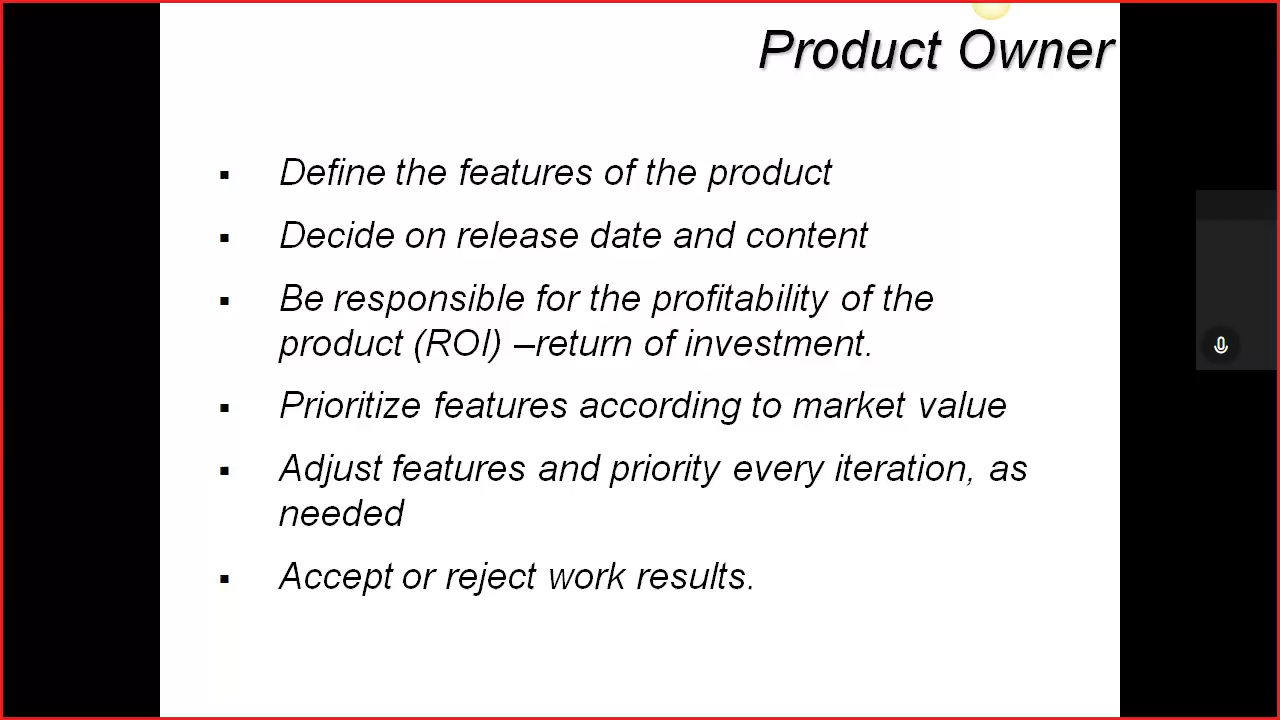 Product Owner
▪ Define the features of the product
▪ Decide on release date and content
▪ Be responsible for the profitability of the
product (ROI) –return of investment.
▪ Prioritize features according to market value
▪ Adjust features and priority every iteration, as
needed
▪ Accept or reject work results.